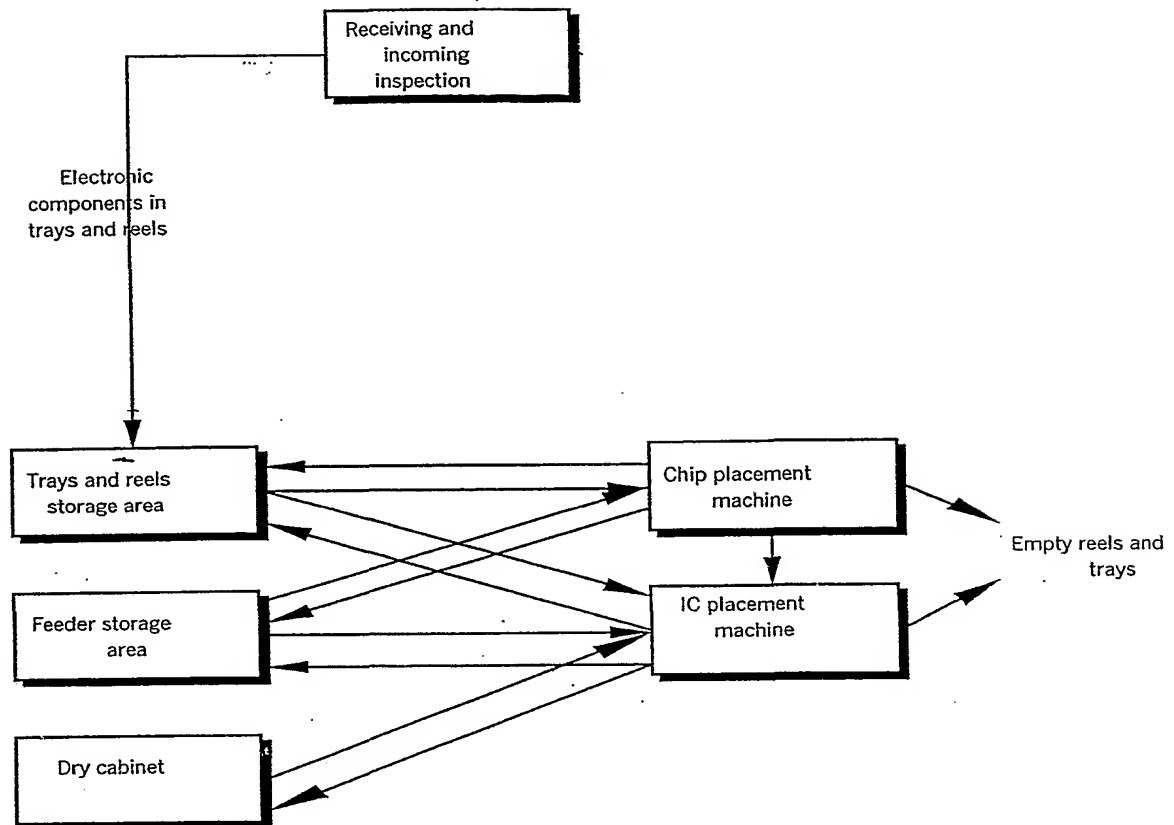 Receiving and
incoming
inspection
Electronic
components in
trays and reels
Trays and reels
storage area
Chip placement
machine
Empty reels and
trays
Feeder storage
area
IC placement
machine
Dry cabinet